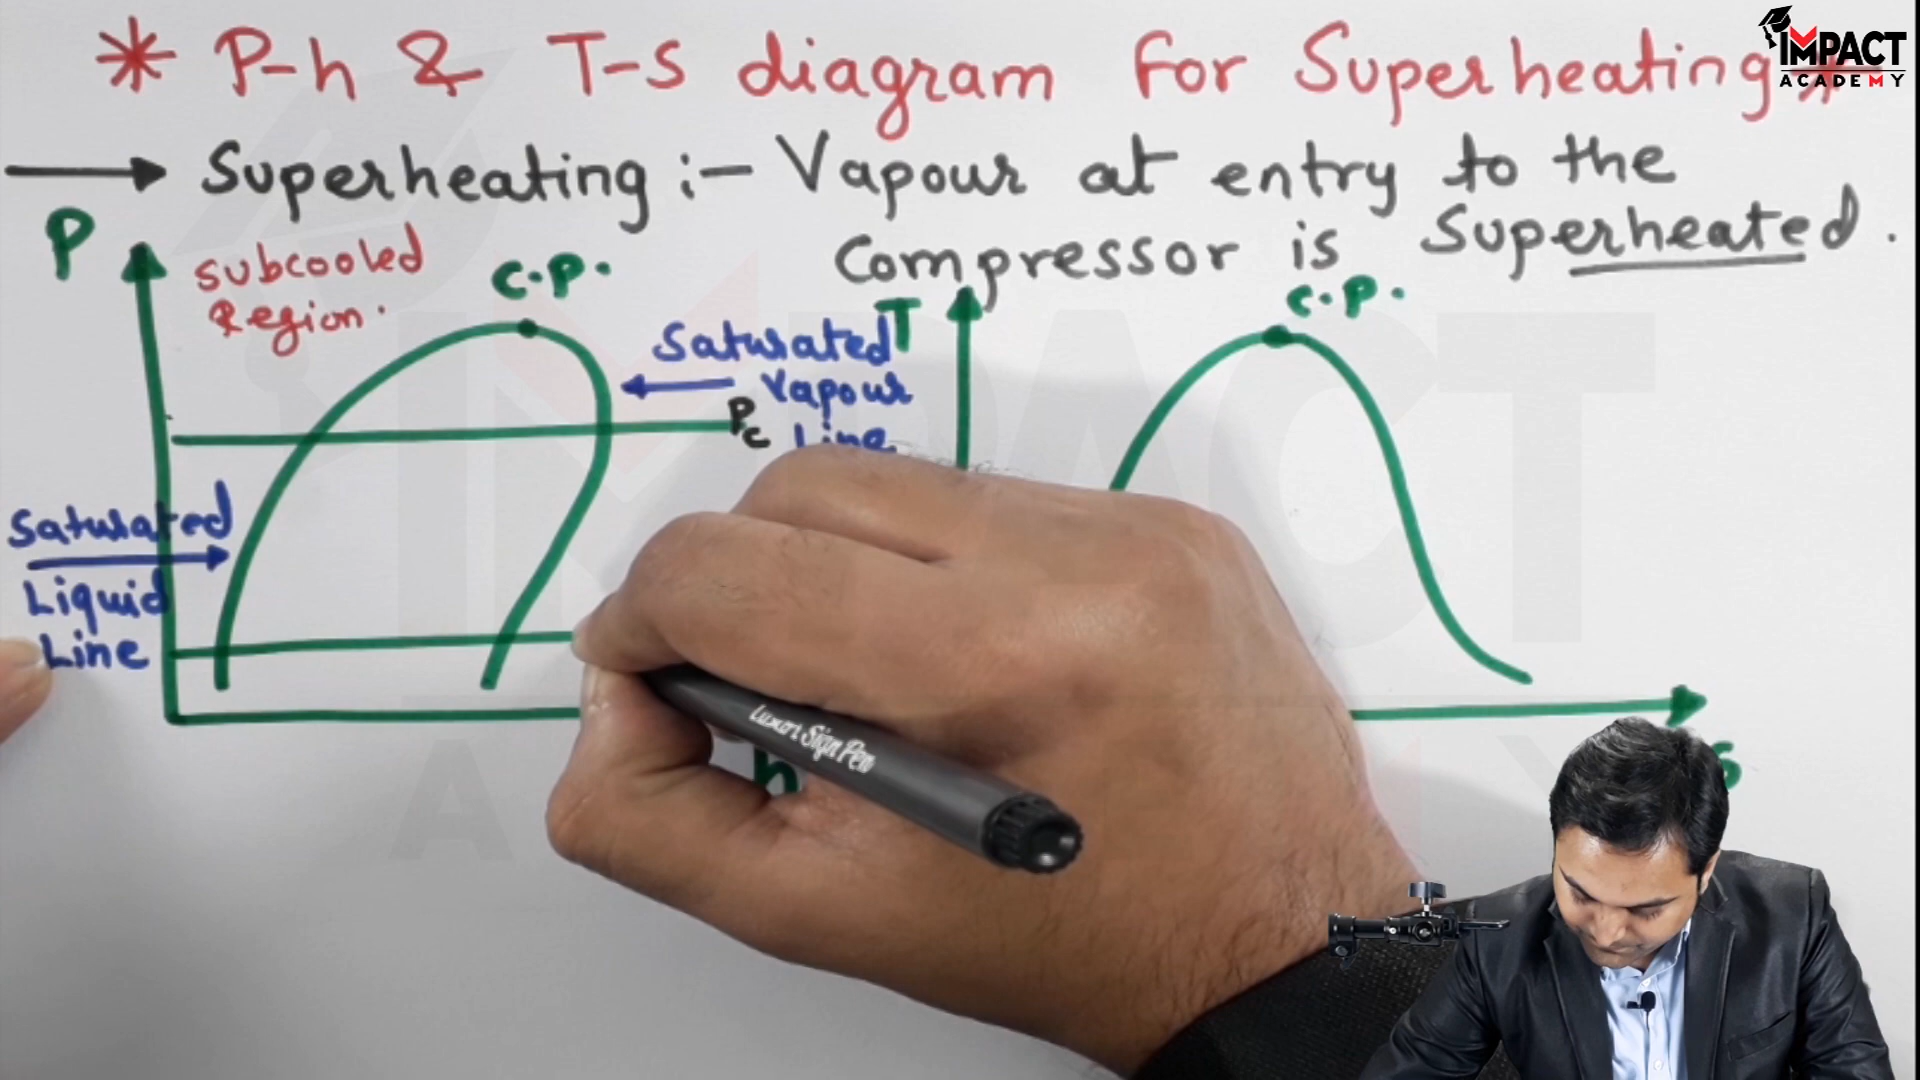 * P-h & T-s diagram for Superheating *
IMPACT
ACADEMY
→ Superheating :- Vapour at entry to the
Compressor is Superheated.
P
Subcooled
Region.
C.P.
T
C.P.
Saturated
Vapour
Line
Pc
Saturated
Liquid
Line
h
s
Luxor Sign Pen